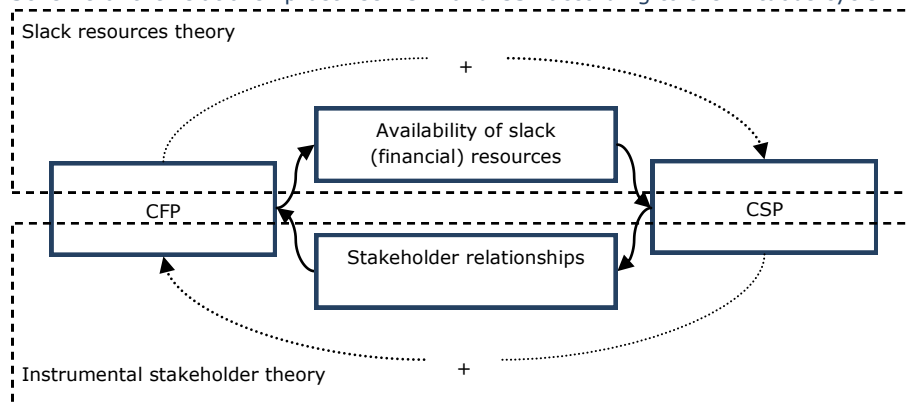 Slack resources theory
+
Availability of slack
(financial) resources
CFP
CSP
Stakeholder relationships
+
Instrumental stakeholder theory